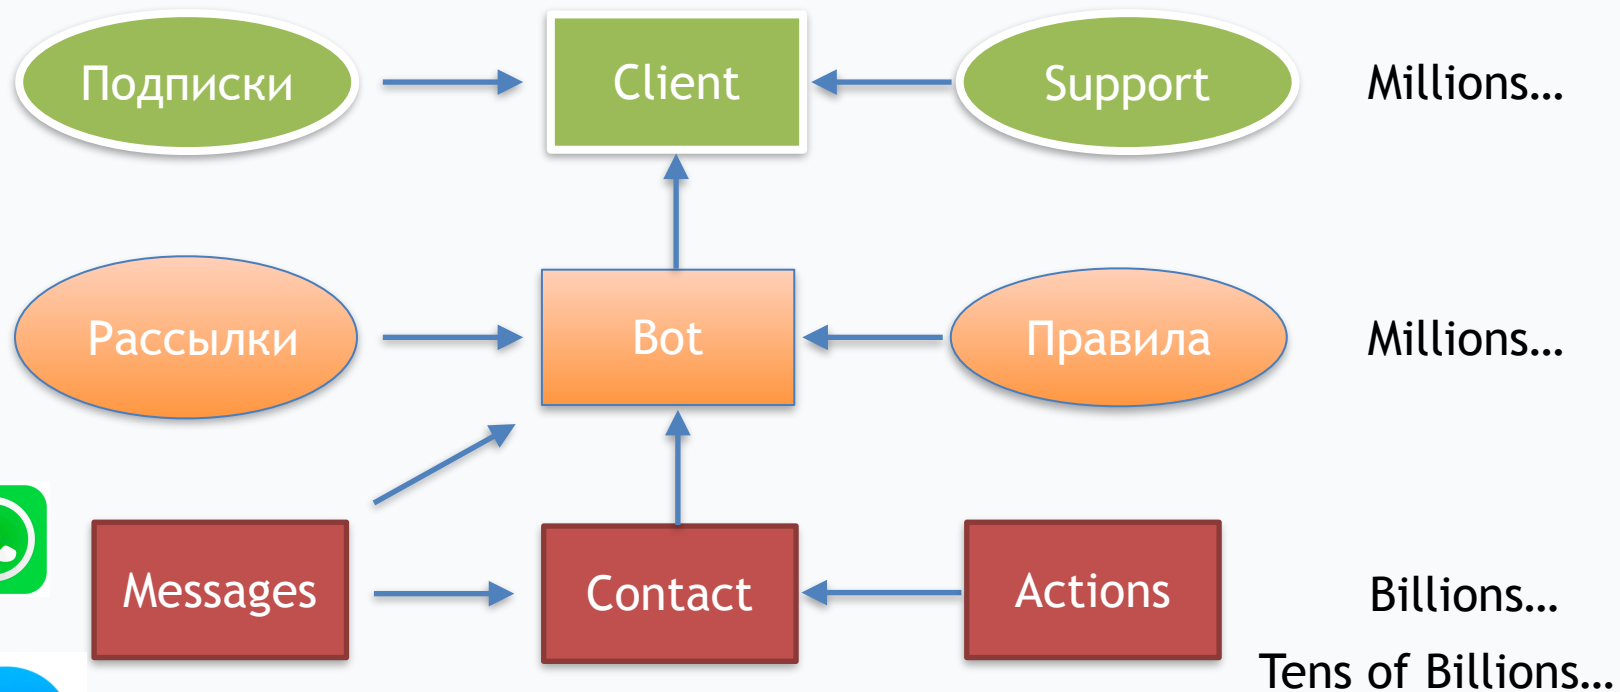 Подписки
Client
Support
Millions…
Рассылки
Bot
Правила
Millions…
Messages
Contact
Actions
Billions…
Tens of Billions…